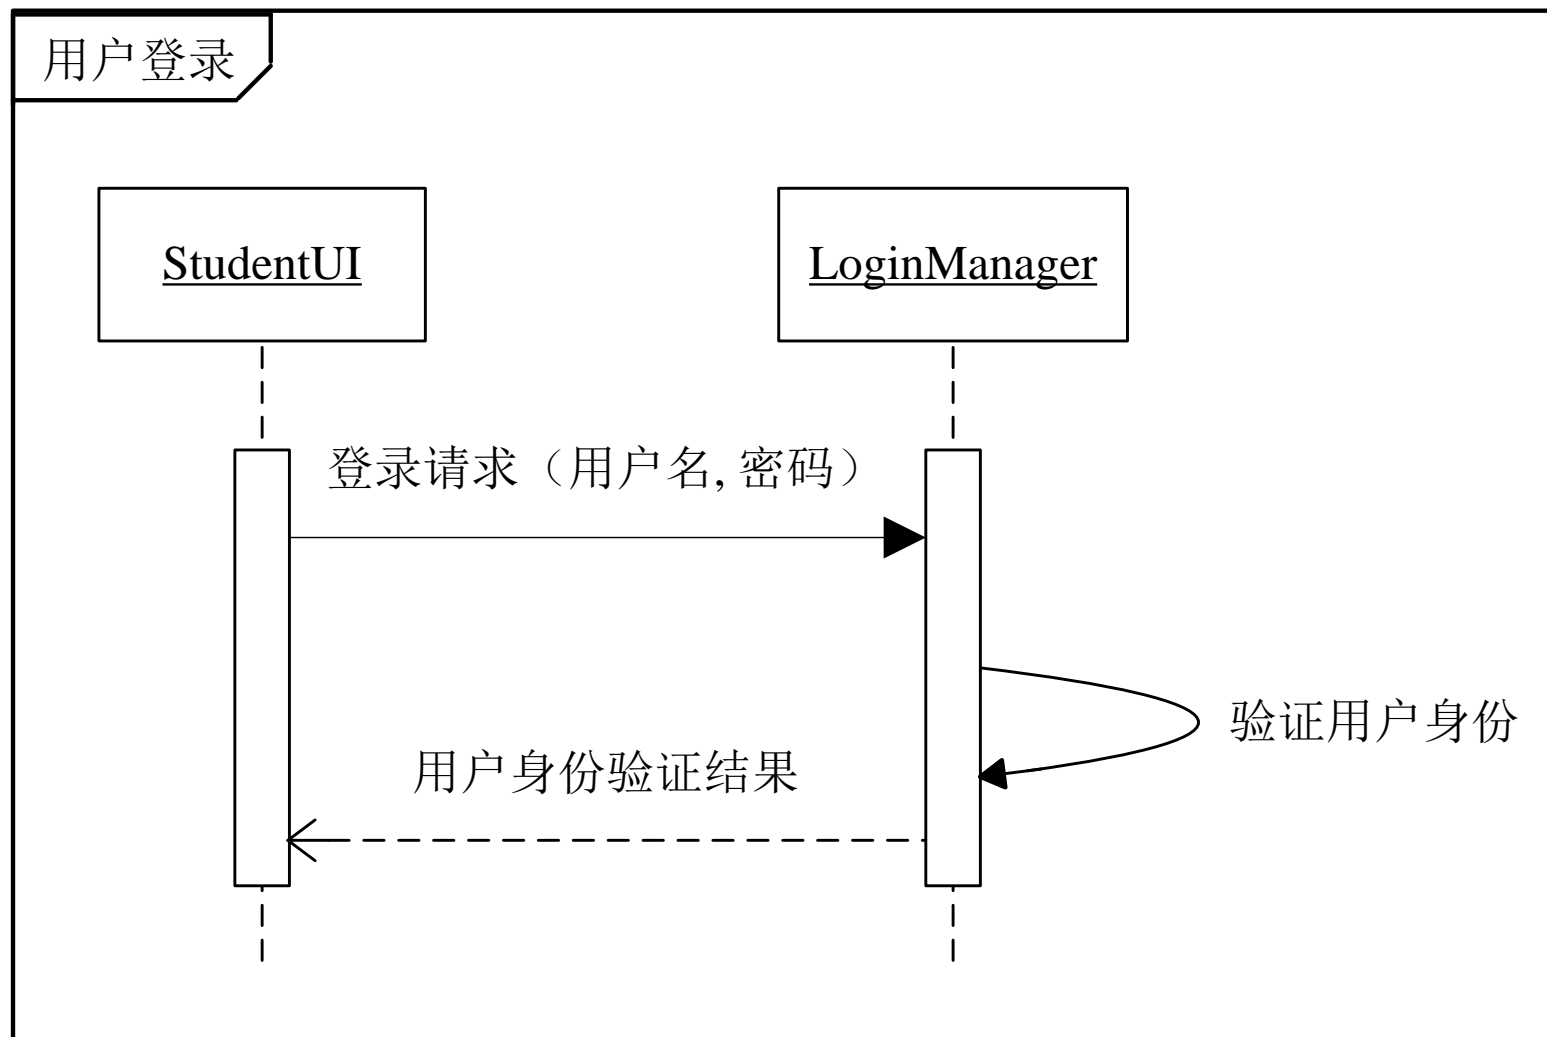 用户登录
StudentUI
LoginManager
登录请求（用户名,密码）
验证用户身份
用户身份验证结果